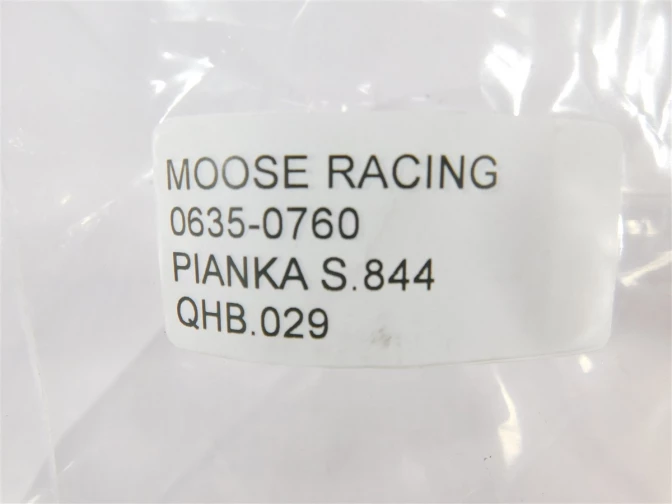 MOOSE RACING
0635-0760
PIANKA S.844
QHB.029